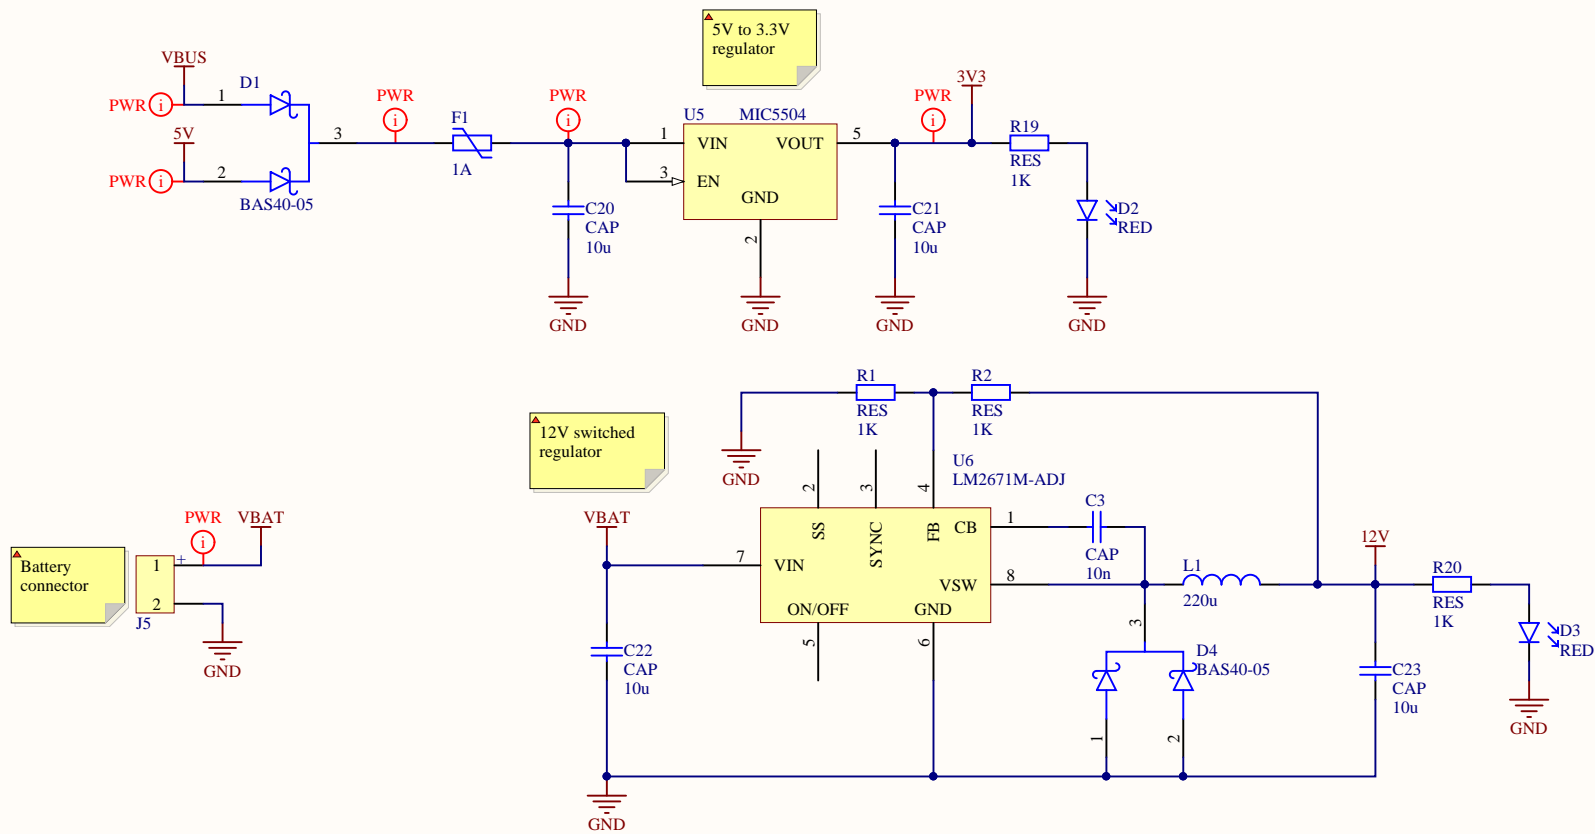 5V to 3.3V
regulator
VBUS
PWR i
1
D1
5V
PWR i
2
BAS40-05
3
PWR
i
F1
1A
PWR
i
C20
CAP
10u
GND
U5
MIC5504
1
VIN
3
EN
VOUT
5
GND
2
GND
C21
CAP
10u
GND
PWR
i
3V3
R19
RES
1K
D2
RED
GND
Battery
connector
PWR
i
VBAT
1
+
2
J5
GND
12V switched
regulator
VBAT
C22
CAP
10u
GND
GND
R1
RES
1K
R2
RES
1K
U6
LM2671M-ADJ
2
SS
3
SYNC
4
FB
CB
1
7
VIN
VSW
8
ON/OFF
5
GND
6
C3
CAP
10n
L1
220u
3
D4
BAS40-05
1
2
12V
C23
CAP
10u
R20
RES
1K
D3
RED
GND